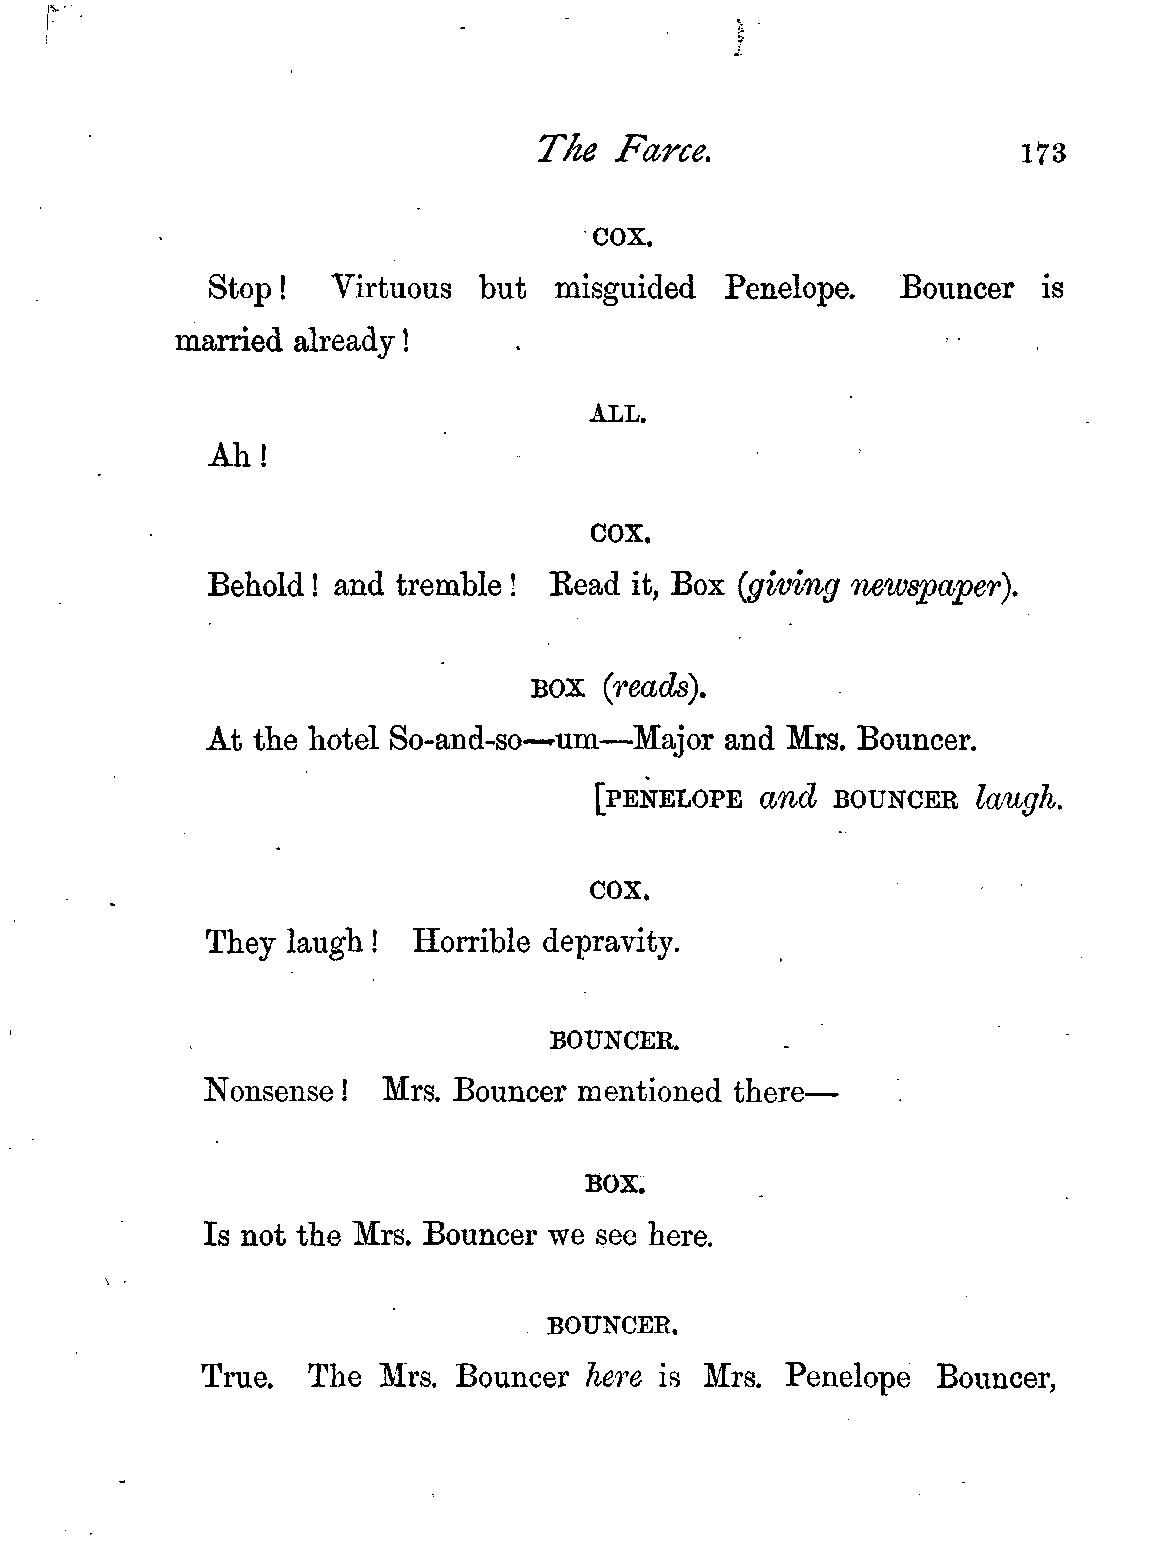 The Farce. 173
COX.
Stop! Virtuous but misguided Penelope. Bouncer is
married already!
ALL.
Ah!
COX.
Behold! and tremble! Read it, Box (giving newspaper).
BOX (reads).
At the hotel So-and-so—um—Major and Mrs. Bouncer.
[PENELOPE and BOUNCER laugh.
COX.
They laugh! Horrible depravity.
BOUNCER.
Nonsense! Mrs. Bouncer mentioned there—
BOX.
Is not the Mrs. Bouncer we see here.
BOUNCER.
True. The Mrs. Bouncer here is Mrs. Penelope Bouncer,